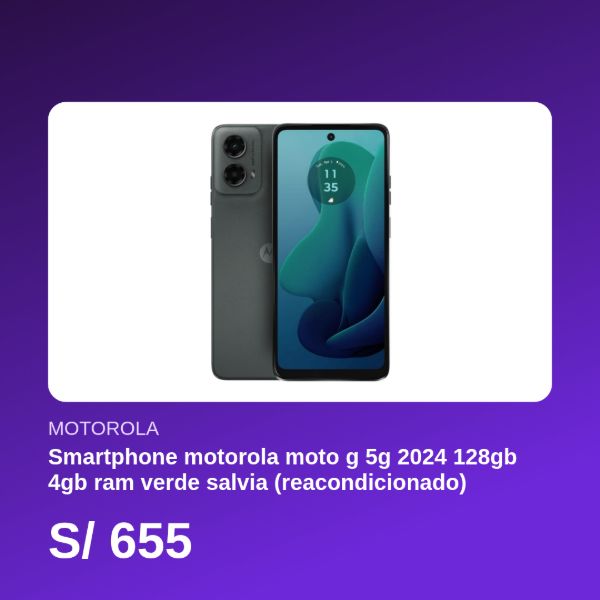 11
35
MOTOROLA
Smartphone motorola moto g 5g 2024 128gb
4gb ram verde salvia (reacondicionado)
S/ 655